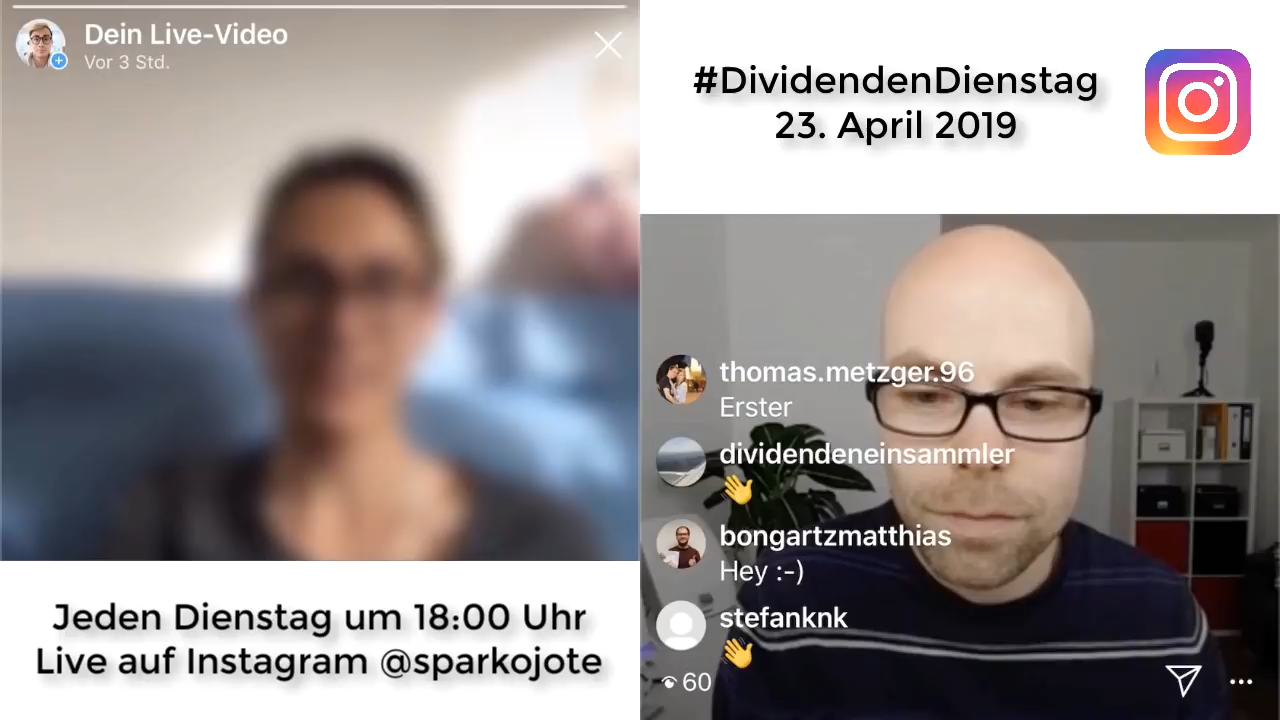 Dein Live-Video
Vor 3 Std.
Jeden Dienstag um 18:00 Uhr
Live auf Instagram @sparkojote
#DividendenDienstag
23. April 2019
thomas.metzger.96
Erster
dividendeneinsammler
👋
bongartzmatthias
Hey :-)
stefanknk
👋
60